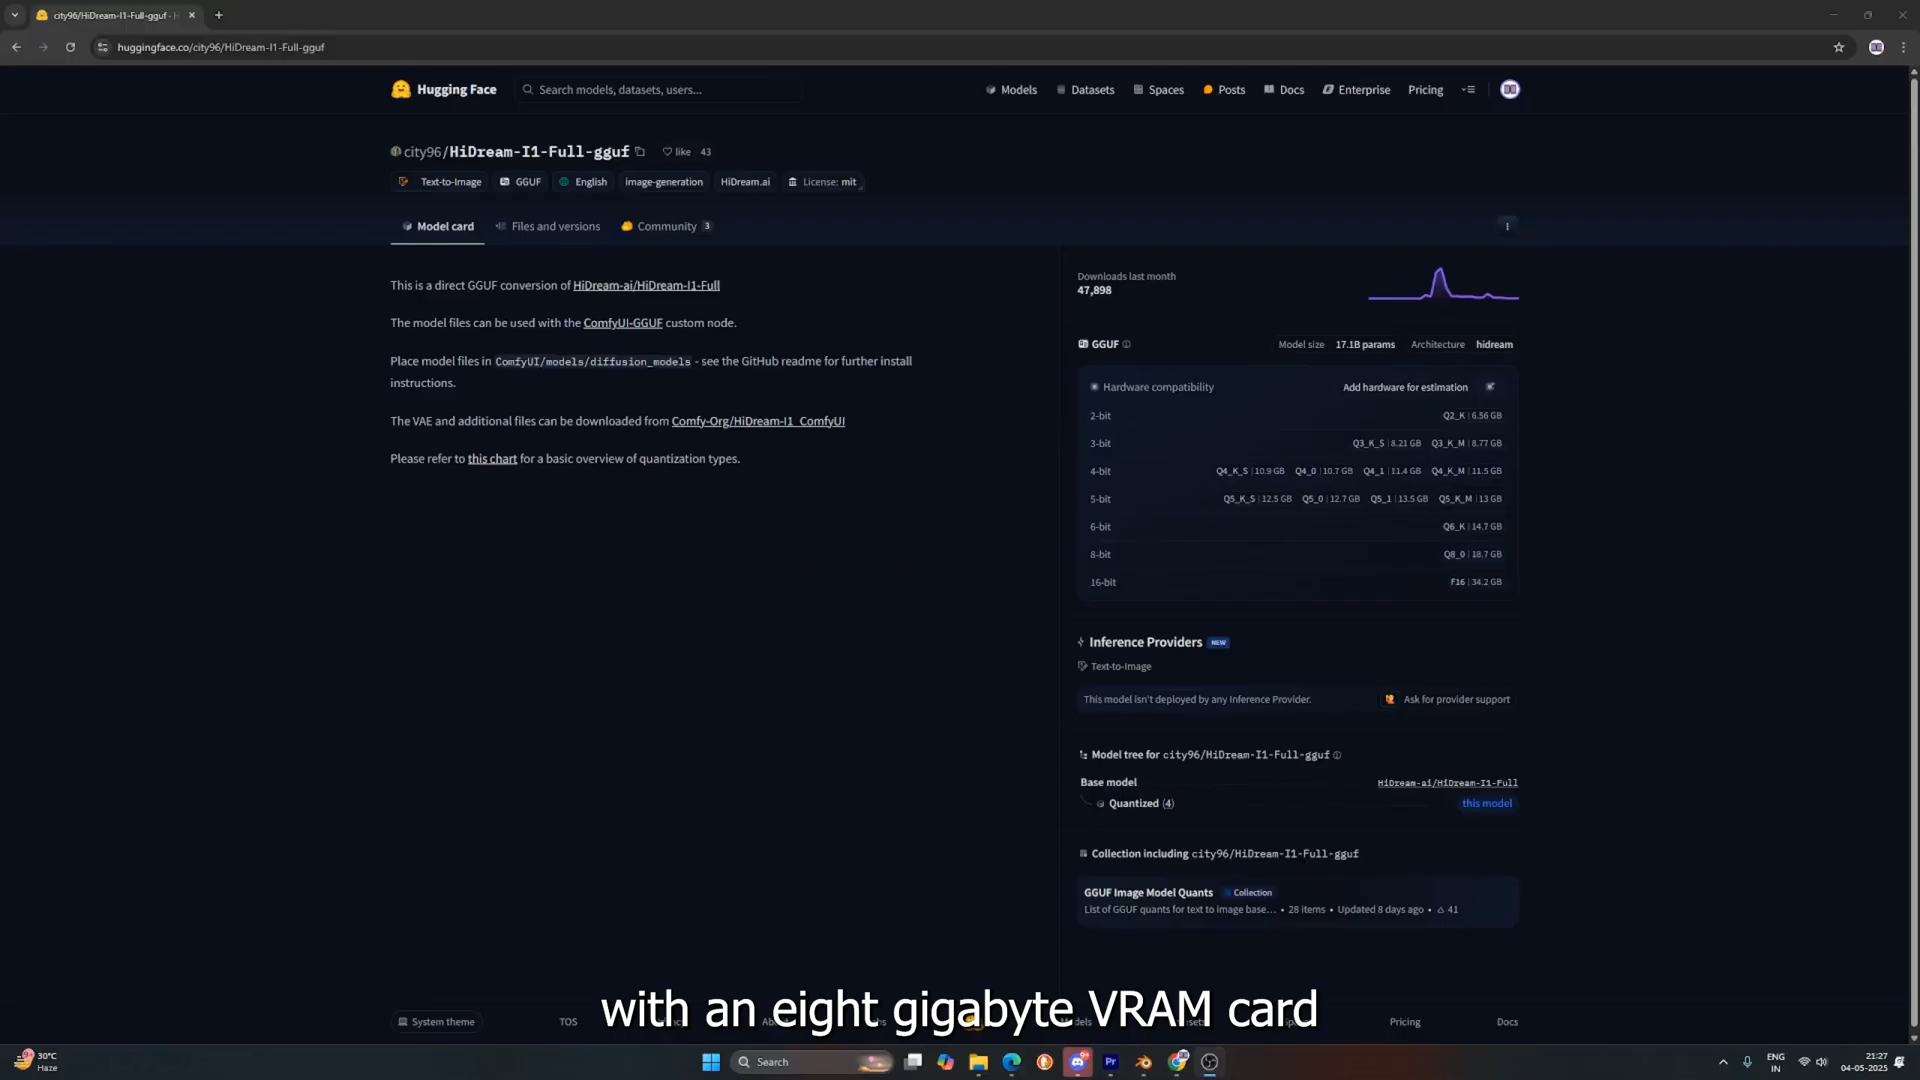 city96/HiDream-I1-Full-gguf - H
huggingface.co/city96/HiDream-I1-Full-gguf
Hugging Face
Search models, datasets, users...
Models
Datasets
Spaces
Posts
Docs
Enterprise
Pricing
city96/HiDream-I1-Full-gguf
like 43
Text-to-Image
GGUF
English
image-generation
HiDream.ai
License: mit
Model card
Files and versions
Community 3
This is a direct GGUF conversion of HiDream-ai/HiDream-I1-Full
The model files can be used with the ComfyUI-GGUF custom node.
Place model files in ComfyUI/models/diffusion_models - see the GitHub readme for further install
instructions.
The VAE and additional files can be downloaded from Comfy-Org/HiDream-I1_ComfyUI
Please refer to this chart for a basic overview of quantization types.
Downloads last month
47,898
GGUF
Model size 17.1B params Architecture hidream
Hardware compatibility
Add hardware for estimation
2-bit Q2_K 6.56 GB
3-bit Q3_K_S 8.21 GB Q3_K_M 8.77 GB
4-bit Q4_K_S 10.9 GB Q4_0 10.7 GB Q4_1 11.4 GB Q4_K_M 11.5 GB
5-bit Q5_K_S 12.5 GB Q5_0 12.7 GB Q5_1 13.5 GB Q5_K_M 13 GB
6-bit Q6_K 14.7 GB
8-bit Q8_0 18.7 GB
16-bit F16 34.2 GB
Inference Providers NEW
Text-to-Image
This model isn't deployed by any Inference Provider.
Ask for provider support
Model tree for city96/HiDream-I1-Full-gguf
Base model HiDream-ai/HiDream-I1-Full
Quantized (4) this model
Collection including city96/HiDream-I1-Full-gguf
GGUF Image Model Quants Collection
List of GGUF quants for text to image base... • 28 items • Updated 8 days ago • 41
with an eight gigabyte VRAM card
System theme
TOS
Pricing
Docs
30°C
Haze
Search
ENG
IN
21:27
04-05-2025